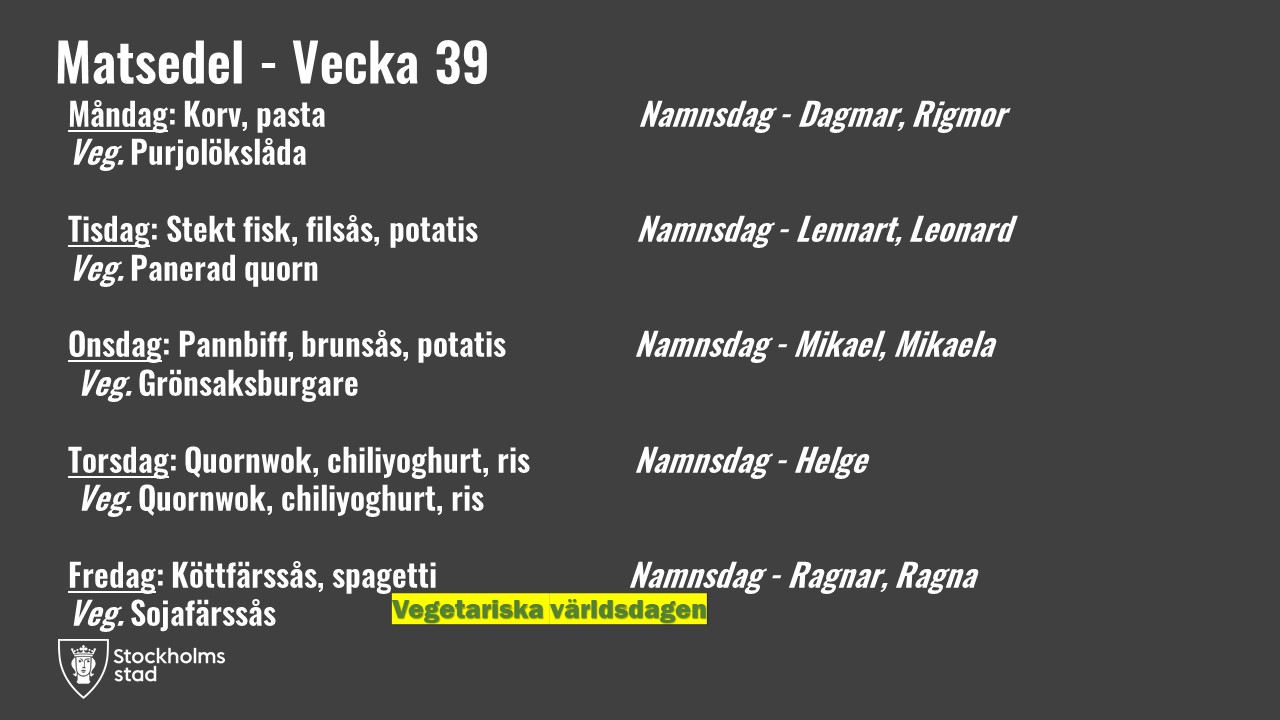 Matsedel - Vecka 39
Måndag: Korv, pasta Namnsdag - Dagmar, Rigmor
Veg. Purjolökslåda
Tisdag: Stekt fisk, filsås, potatis Namnsdag - Lennart, Leonard
Veg. Panerad quorn
Onsdag: Pannbiff, brunsås, potatis Namnsdag - Mikael, Mikaela
Veg. Grönsaksburgare
Torsdag: Quornwok, chiliyoghurt, ris Namnsdag - Helge
Veg. Quornwok, chiliyoghurt, ris
Fredag: Köttfärssås, spagetti Namnsdag - Ragnar, Ragna
Veg. Sojafärssås Vegetariska världsdagen
Stockholms
stad